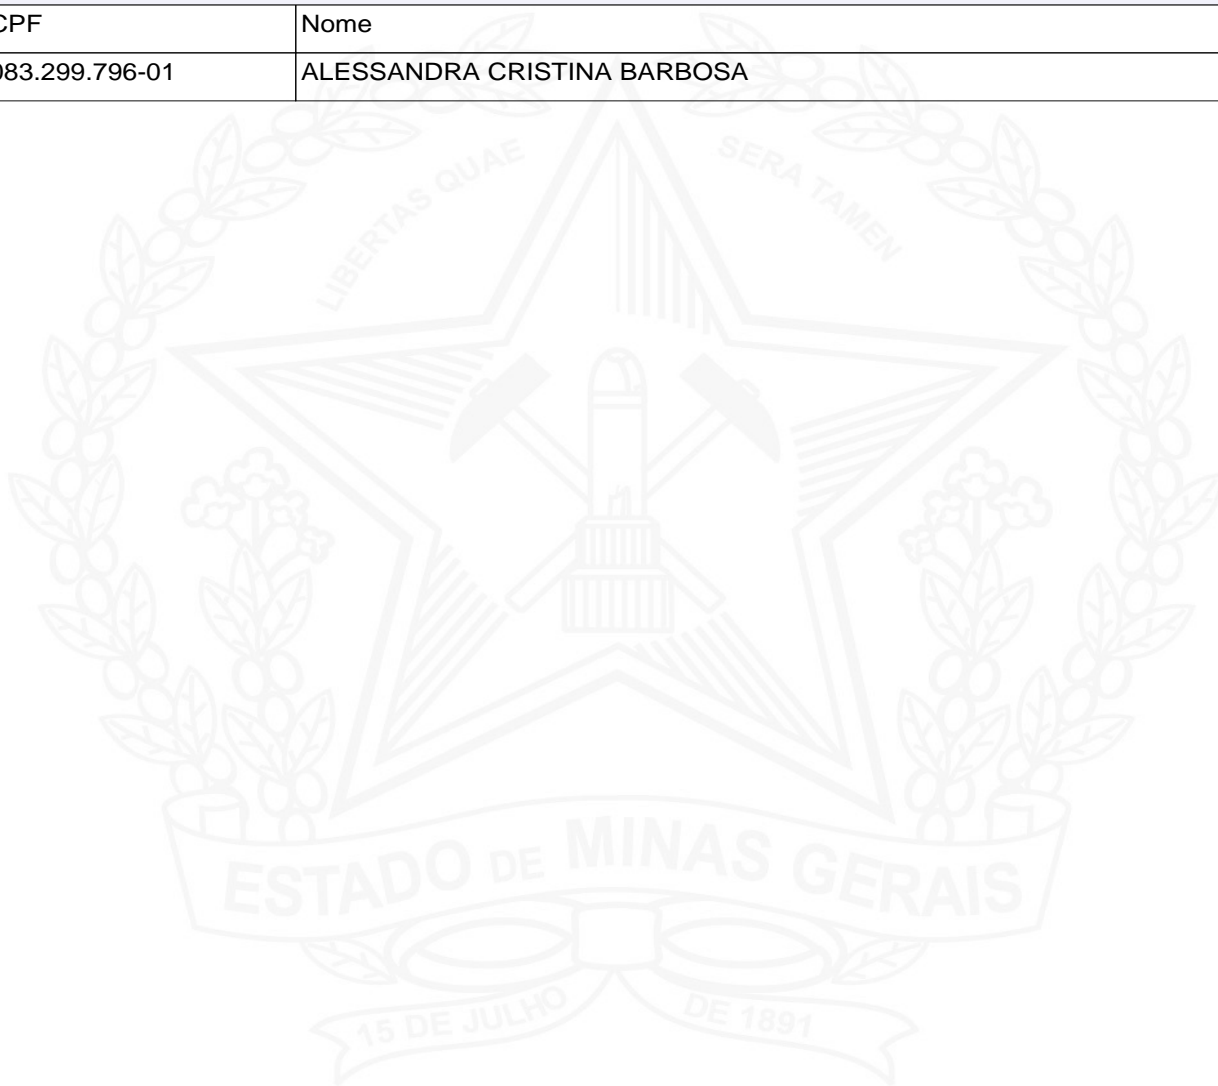 CPF Nome
083.299.796-01 ALESSANDRA CRISTINA BARBOSA
LIBERTAS QUAE SERA TAMEN
ESTADO DE MINAS GERAIS
15 DE JULHO DE 1891